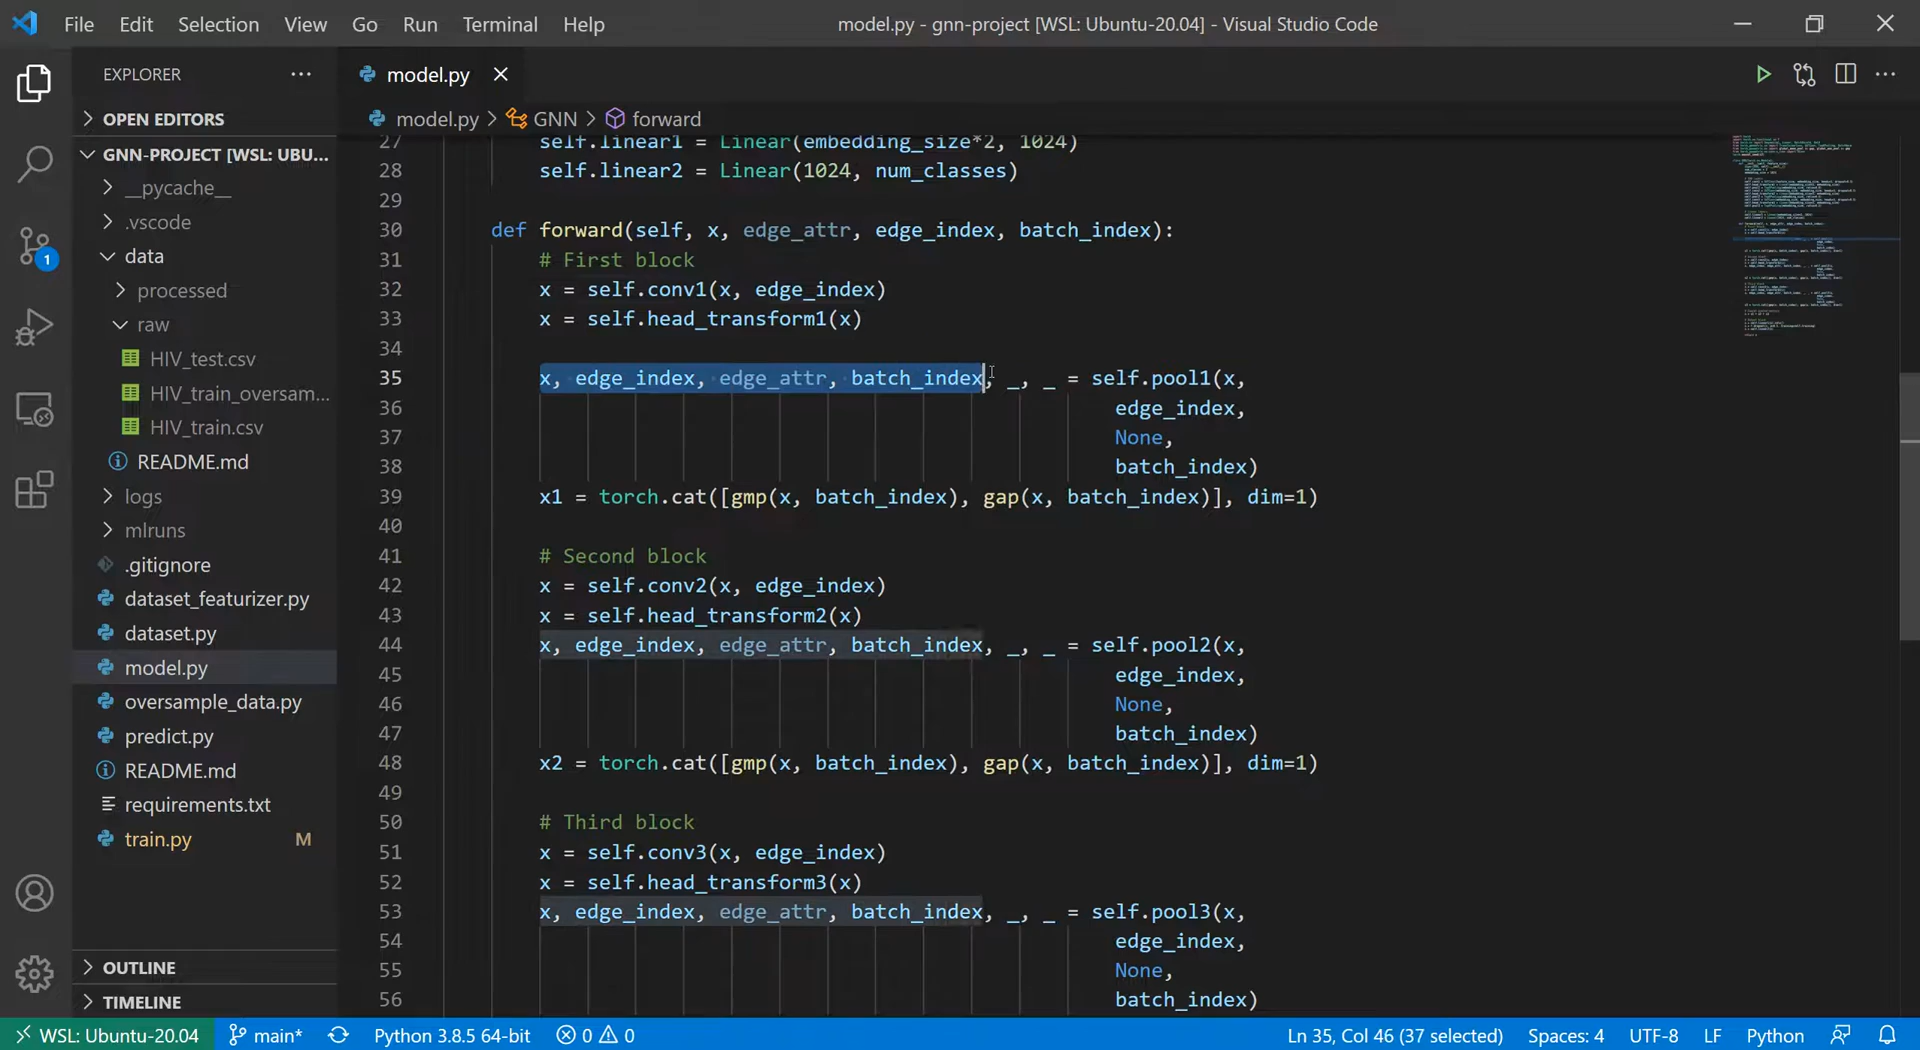 File Edit Selection View Go Run Terminal Help
model.py - gnn-project [WSL: Ubuntu-20.04] - Visual Studio Code
EXPLORER
OPEN EDITORS
GNN-PROJECT [WSL: UBU...
__pycache__
.vscode
data
processed
raw
HIV_test.csv
HIV_train_oversam...
HIV_train.csv
README.md
logs
mlruns
.gitignore
dataset_featurizer.py
dataset.py
model.py
oversample_data.py
predict.py
README.md
requirements.txt
train.py M
OUTLINE
TIMELINE
1
model.py
model.py > GNN > forward
27 self.linear1 = Linear(embedding_size*2, 1024)
28 self.linear2 = Linear(1024, num_classes)
29
30 def forward(self, x, edge_attr, edge_index, batch_index):
31 # First block
32 x = self.conv1(x, edge_index)
33 x = self.head_transform1(x)
34
35 x, edge_index, edge_attr, batch_index, _, _ = self.pool1(x,
36 edge_index,
37 None,
38 batch_index)
39 x1 = torch.cat([gmp(x, batch_index), gap(x, batch_index)], dim=1)
40
41 # Second block
42 x = self.conv2(x, edge_index)
43 x = self.head_transform2(x)
44 x, edge_index, edge_attr, batch_index, _, _ = self.pool2(x,
45 edge_index,
46 None,
47 batch_index)
48 x2 = torch.cat([gmp(x, batch_index), gap(x, batch_index)], dim=1)
49
50 # Third block
51 x = self.conv3(x, edge_index)
52 x = self.head_transform3(x)
53 x, edge_index, edge_attr, batch_index, _, _ = self.pool3(x,
54 edge_index,
55 None,
56 batch_index)
WSL: Ubuntu-20.04 main* Python 3.8.5 64-bit 0 0 Ln 35, Col 46 (37 selected) Spaces: 4 UTF-8 LF Python